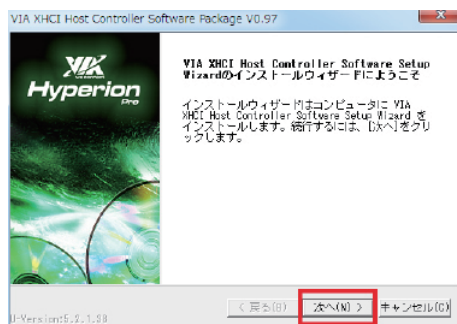 VIA XHCI Host Controller Software Package V0.97
VIA
Hyperion
Pro
VIA XHCI Host Controller Software Setup
Wizardのインストールウィザードにようこそ
インストールウィザードはコンピュータに VIA
XHCI Host Controller Software Setup Wizard を
インストールします。続行するには、[次へ]をクリ
ックします。
U-Version:5.2.1.28
< 戻る(B)
次へ(N) >
キャンセル(C)